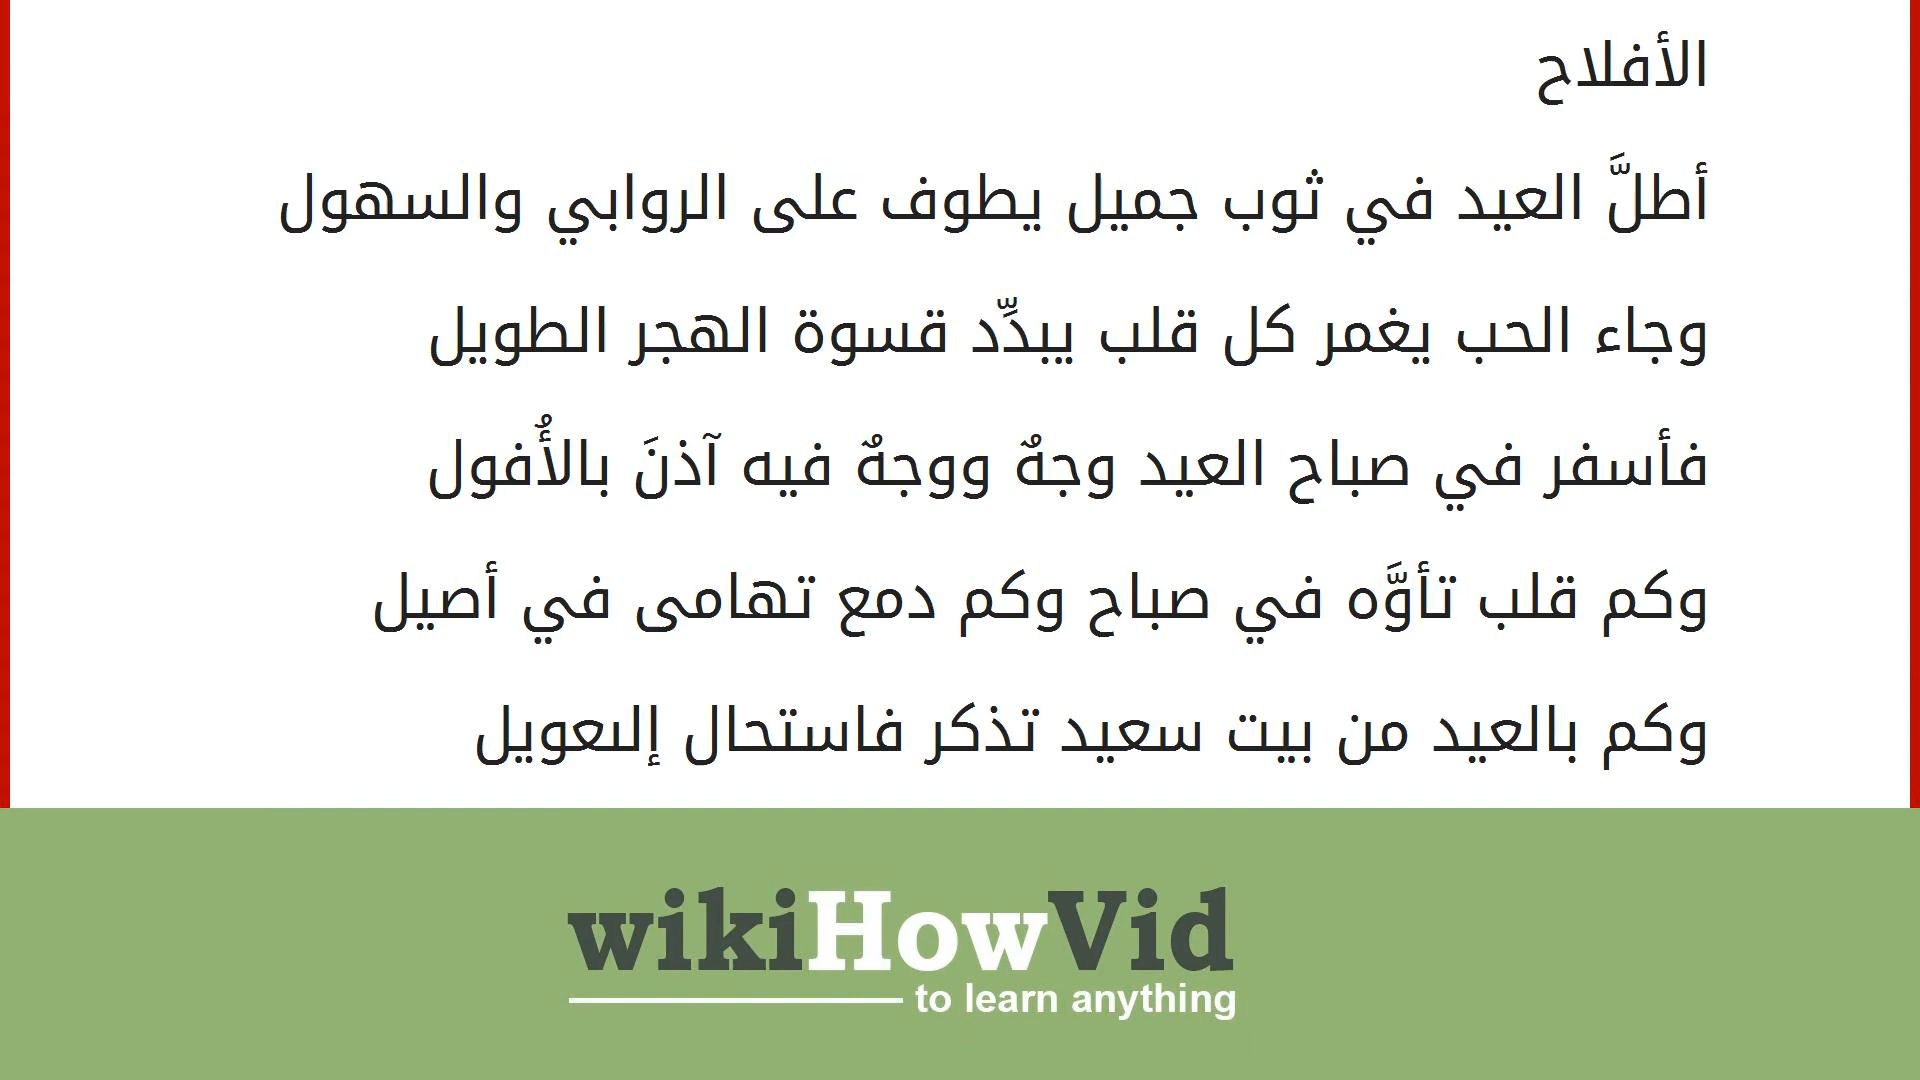 الأفلاح
أطلَّ العيد في ثوب جميل يطوف على الروابي والسهول
وجاء الحب يغمر كل قلب يبدِّد قسوة الهجر الطويل
فأسفر في صباح العيد وجهٌ ووجهٌ فيه آذنَ بالأُفول
وكم قلب تأوَّه في صباح وكم دمع تهامى في أصيل
وكم بالعيد من بيت سعيد تذكر فاستحال إلىعويل
wikiHowVid
to learn anything